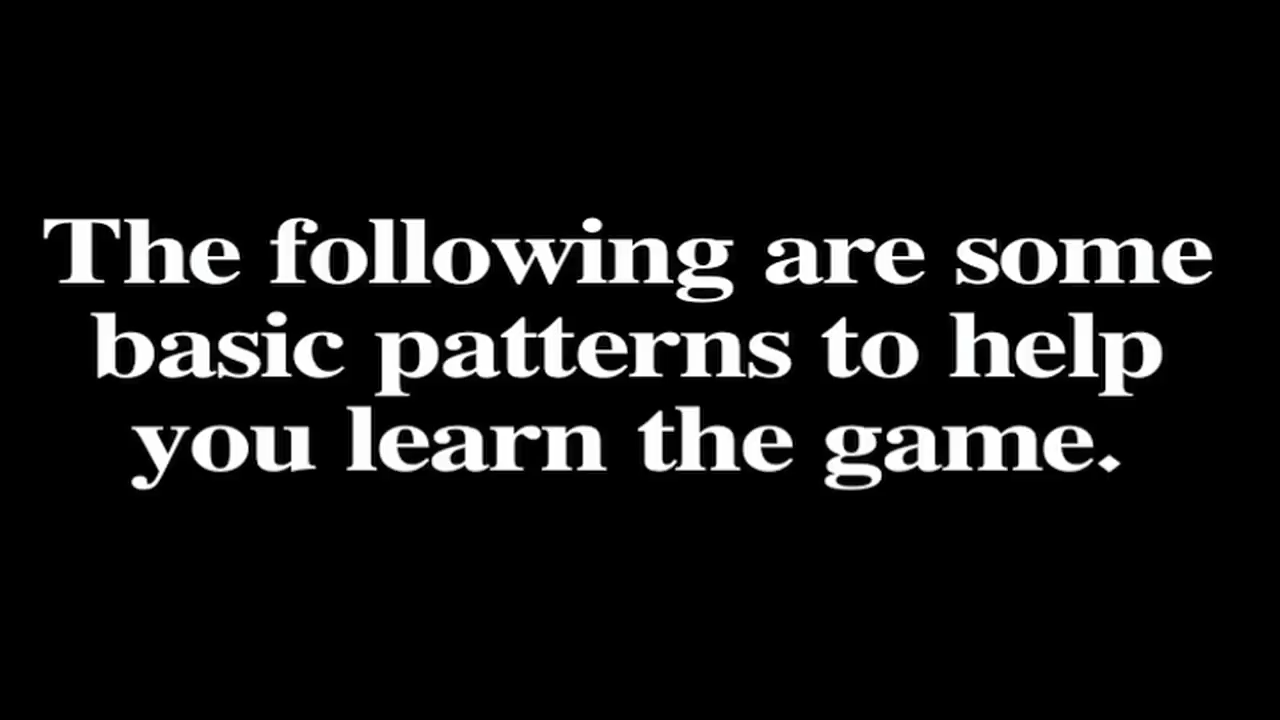 The following are some
basic patterns to help
you learn the game.